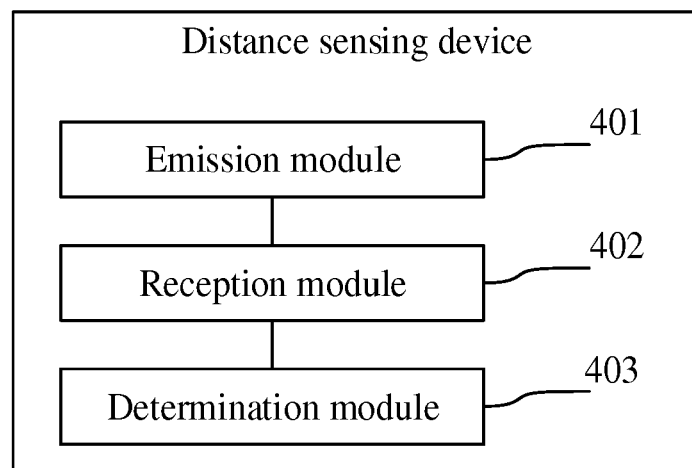 Distance sensing device
401
Emission module
402
Reception module
403
Determination module